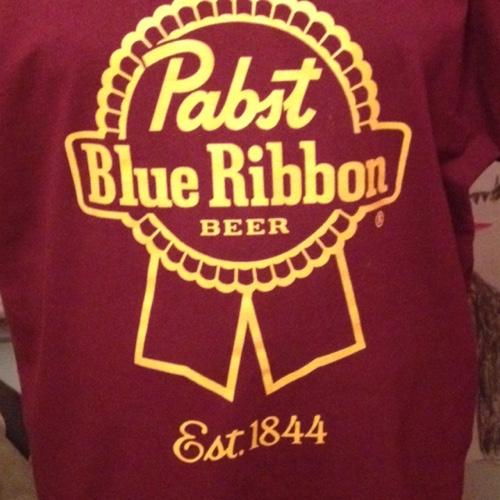 Pabst
Blue Ribbon
BEER
®
Est. 1844